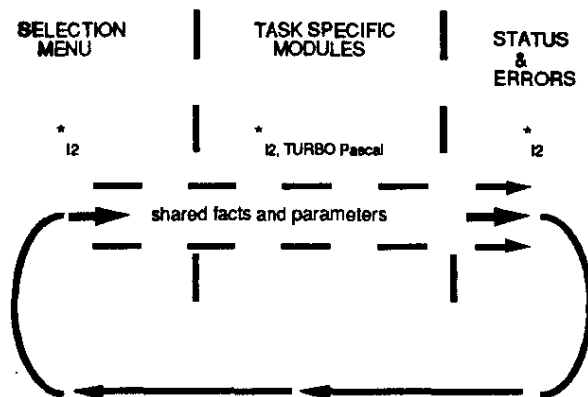 SELECTION
MENU
TASK SPECIFIC
MODULES
STATUS
&
ERRORS
*
I2
*
I2, TURBO Pascal
*
I2
shared facts and parameters